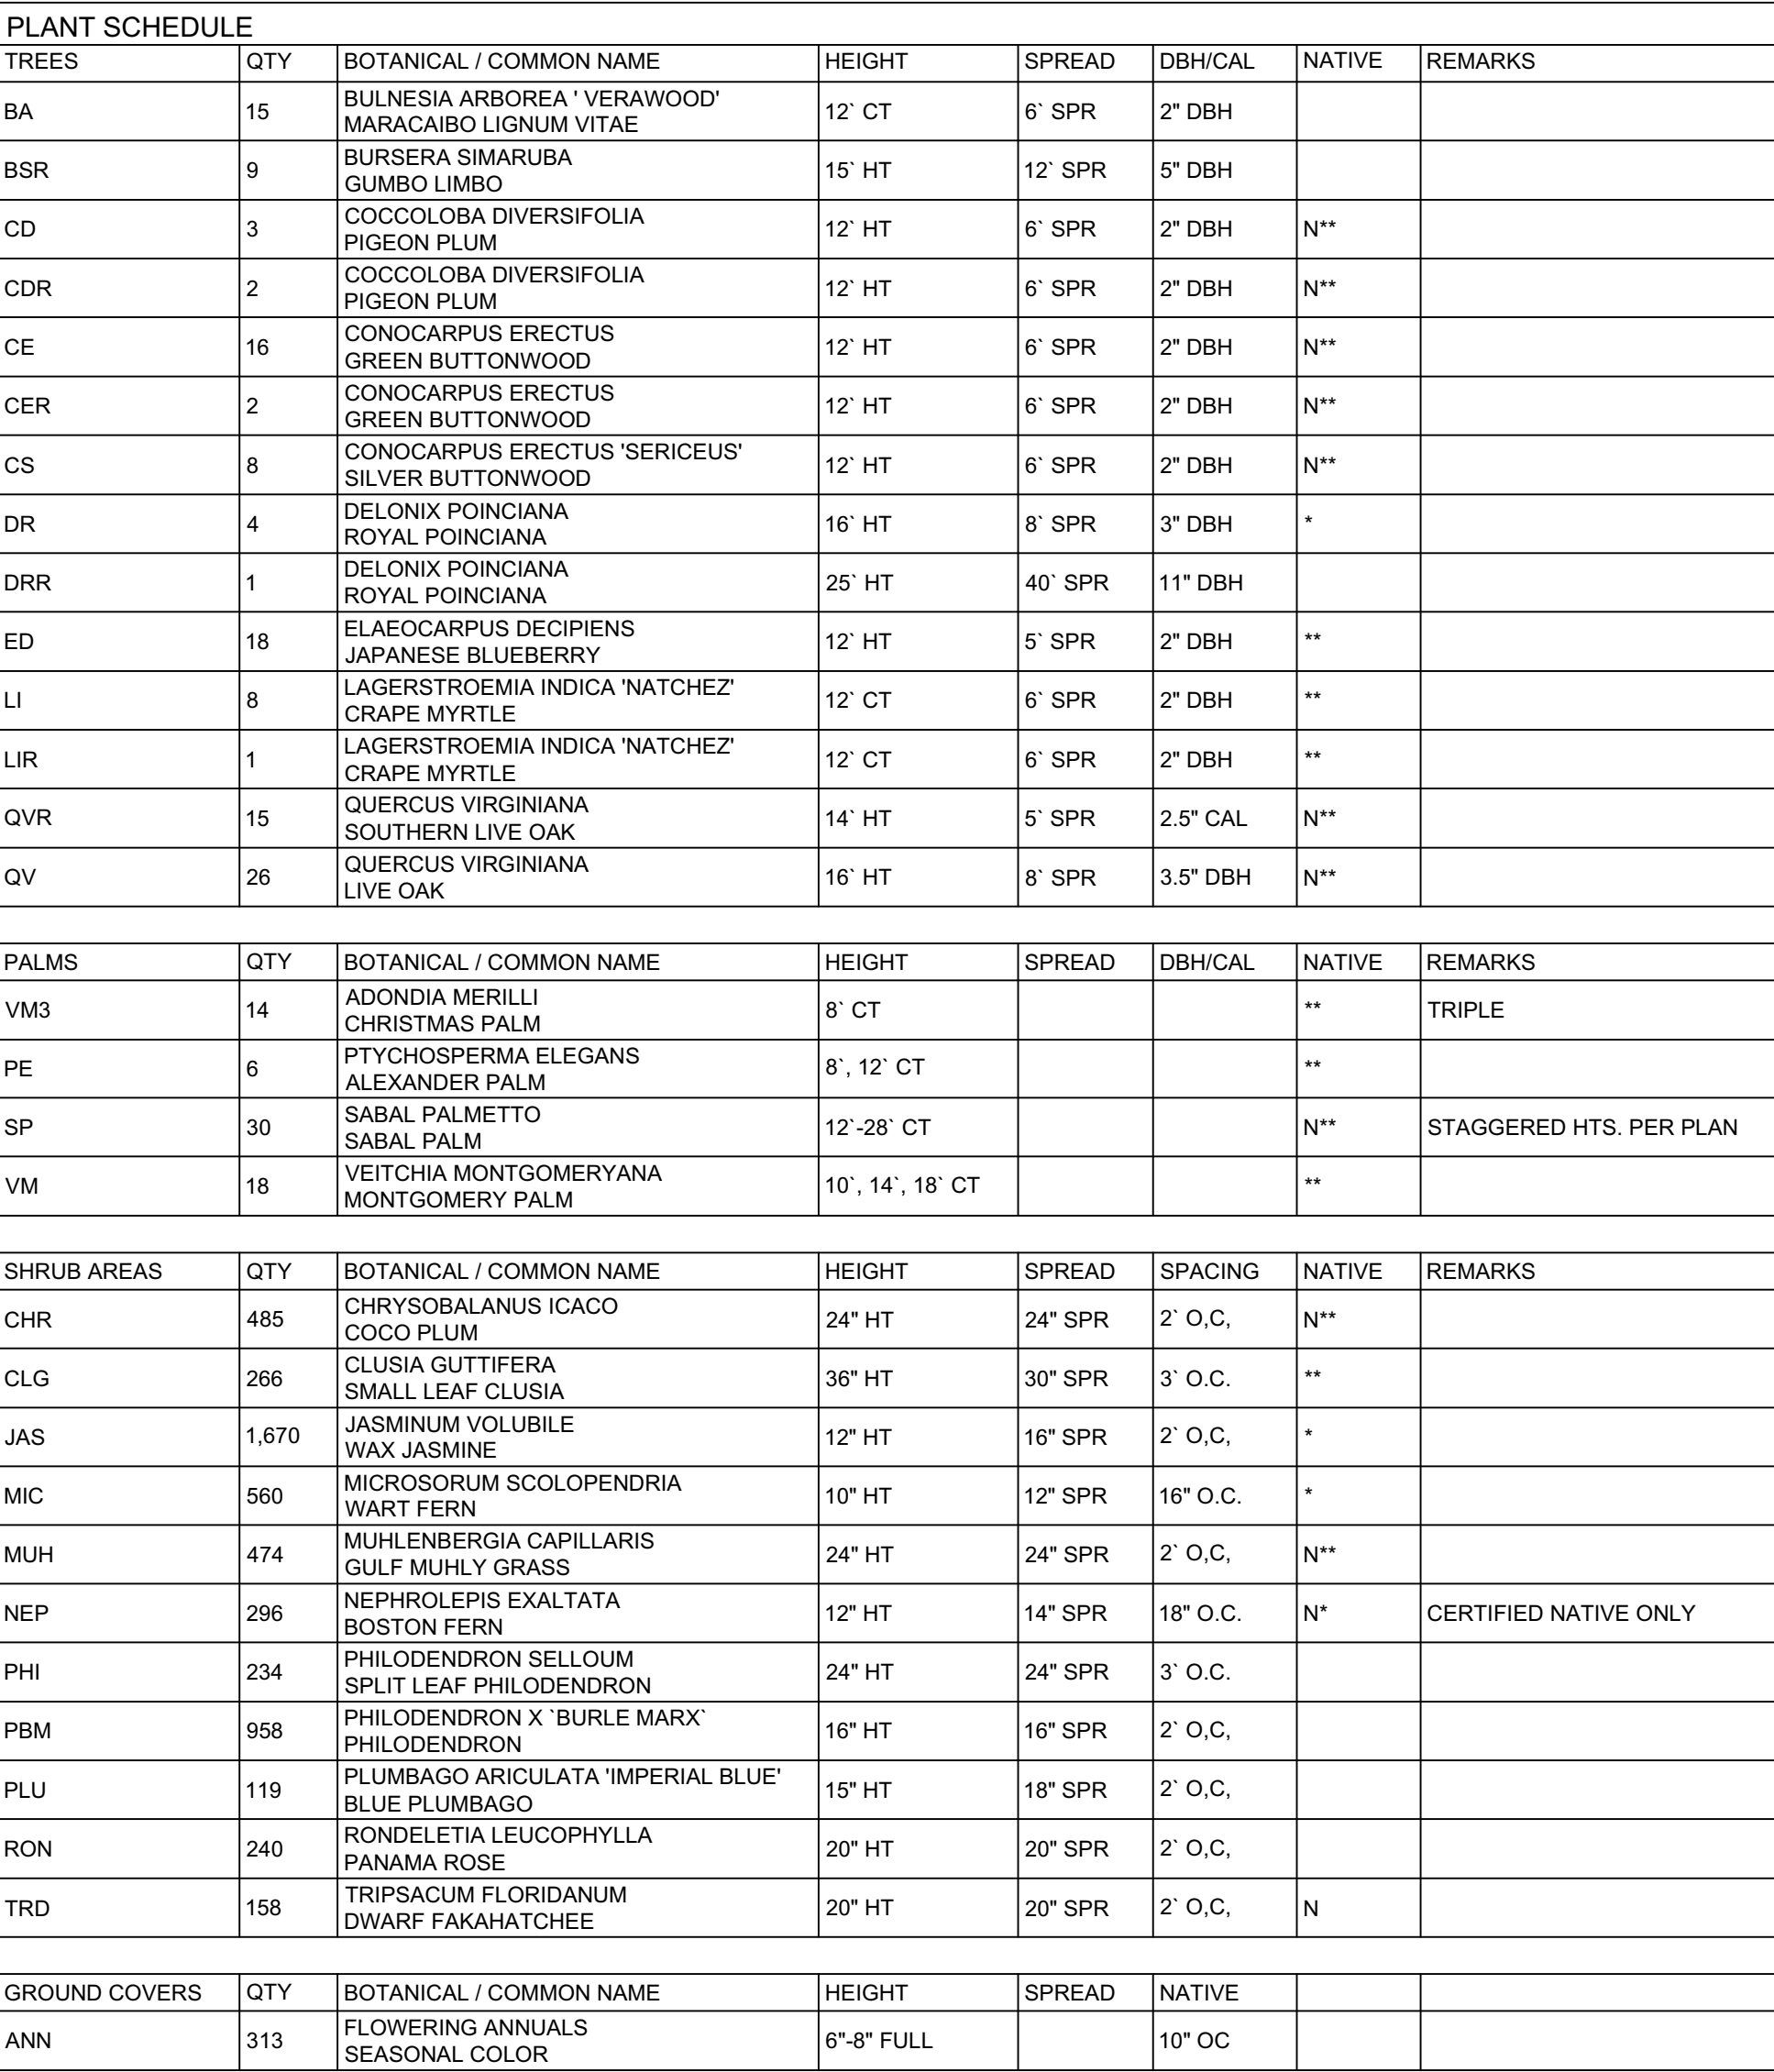 PLANT SCHEDULE
TREES QTY BOTANICAL / COMMON NAME HEIGHT SPREAD DBH/CAL NATIVE REMARKS
BA 15 BULNESIA ARBOREA ' VERAWOOD' 12` CT 6` SPR 2" DBH
MARACAIBO LIGNUM VITAE
BSR 9 BURSERA SIMARUBA 15` HT 12` SPR 5" DBH
GUMBO LIMBO
CD 3 COCCOLOBA DIVERSIFOLIA 12` HT 6` SPR 2" DBH N**
PIGEON PLUM
CDR 2 COCCOLOBA DIVERSIFOLIA 12` HT 6` SPR 2" DBH N**
PIGEON PLUM
CE 16 CONOCARPUS ERECTUS 12` HT 6` SPR 2" DBH N**
GREEN BUTTONWOOD
CER 2 CONOCARPUS ERECTUS 12` HT 6` SPR 2" DBH N**
GREEN BUTTONWOOD
CS 8 CONOCARPUS ERECTUS 'SERICEUS' 12` HT 6` SPR 2" DBH N**
SILVER BUTTONWOOD
DR 4 DELONIX POINCIANA 16` HT 8` SPR 3" DBH *
ROYAL POINCIANA
DRR 1 DELONIX POINCIANA 25` HT 40` SPR 11" DBH
ROYAL POINCIANA
ED 18 ELAEOCARPUS DECIPIENS 12` HT 5` SPR 2" DBH **
JAPANESE BLUEBERRY
LI 8 LAGERSTROEMIA INDICA 'NATCHEZ' 12` CT 6` SPR 2" DBH **
CRAPE MYRTLE
LIR 1 LAGERSTROEMIA INDICA 'NATCHEZ' 12` CT 6` SPR 2" DBH **
CRAPE MYRTLE
QVR 15 QUERCUS VIRGINIANA 14` HT 5` SPR 2.5" CAL N**
SOUTHERN LIVE OAK
QV 26 QUERCUS VIRGINIANA 16` HT 8` SPR 3.5" DBH N**
LIVE OAK
PALMS QTY BOTANICAL / COMMON NAME HEIGHT SPREAD DBH/CAL NATIVE REMARKS
VM3 14 ADONDIA MERILLI 8` CT ** TRIPLE
CHRISTMAS PALM
PE 6 PTYCHOSPERMA ELEGANS 8`, 12` CT **
ALEXANDER PALM
SP 30 SABAL PALMETTO 12`-28` CT N** STAGGERED HTS. PER PLAN
SABAL PALM
VM 18 VEITCHIA MONTGOMERYANA 10`, 14`, 18` CT **
MONTGOMERY PALM
SHRUB AREAS QTY BOTANICAL / COMMON NAME HEIGHT SPREAD SPACING NATIVE REMARKS
CHR 485 CHRYSOBALANUS ICACO 24" HT 24" SPR 2` O,C, N**
COCO PLUM
CLG 266 CLUSIA GUTTIFERA 36" HT 30" SPR 3` O.C. **
SMALL LEAF CLUSIA
JAS 1,670 JASMINUM VOLUBILE 12" HT 16" SPR 2` O,C, *
WAX JASMINE
MIC 560 MICROSORUM SCOLOPENDRIA 10" HT 12" SPR 16" O.C. *
WART FERN
MUH 474 MUHLENBERGIA CAPILLARIS 24" HT 24" SPR 2` O,C, N**
GULF MUHLY GRASS
NEP 296 NEPHROLEPIS EXALTATA 12" HT 14" SPR 18" O.C. N* CERTIFIED NATIVE ONLY
BOSTON FERN
PHI 234 PHILODENDRON SELLOUM 24" HT 24" SPR 3` O.C.
SPLIT LEAF PHILODENDRON
PBM 958 PHILODENDRON X `BURLE MARX` 16" HT 16" SPR 2` O,C,
PHILODENDRON
PLU 119 PLUMBAGO ARICULATA 'IMPERIAL BLUE' 15" HT 18" SPR 2` O,C,
BLUE PLUMBAGO
RON 240 RONDELETIA LEUCOPHYLLA 20" HT 20" SPR 2` O,C,
PANAMA ROSE
TRD 158 TRIPSACUM FLORIDANUM 20" HT 20" SPR 2` O,C, N
DWARF FAKAHATCHEE
GROUND COVERS QTY BOTANICAL / COMMON NAME HEIGHT SPREAD NATIVE
ANN 313 FLOWERING ANNUALS 6"-8" FULL 10" OC
SEASONAL COLOR